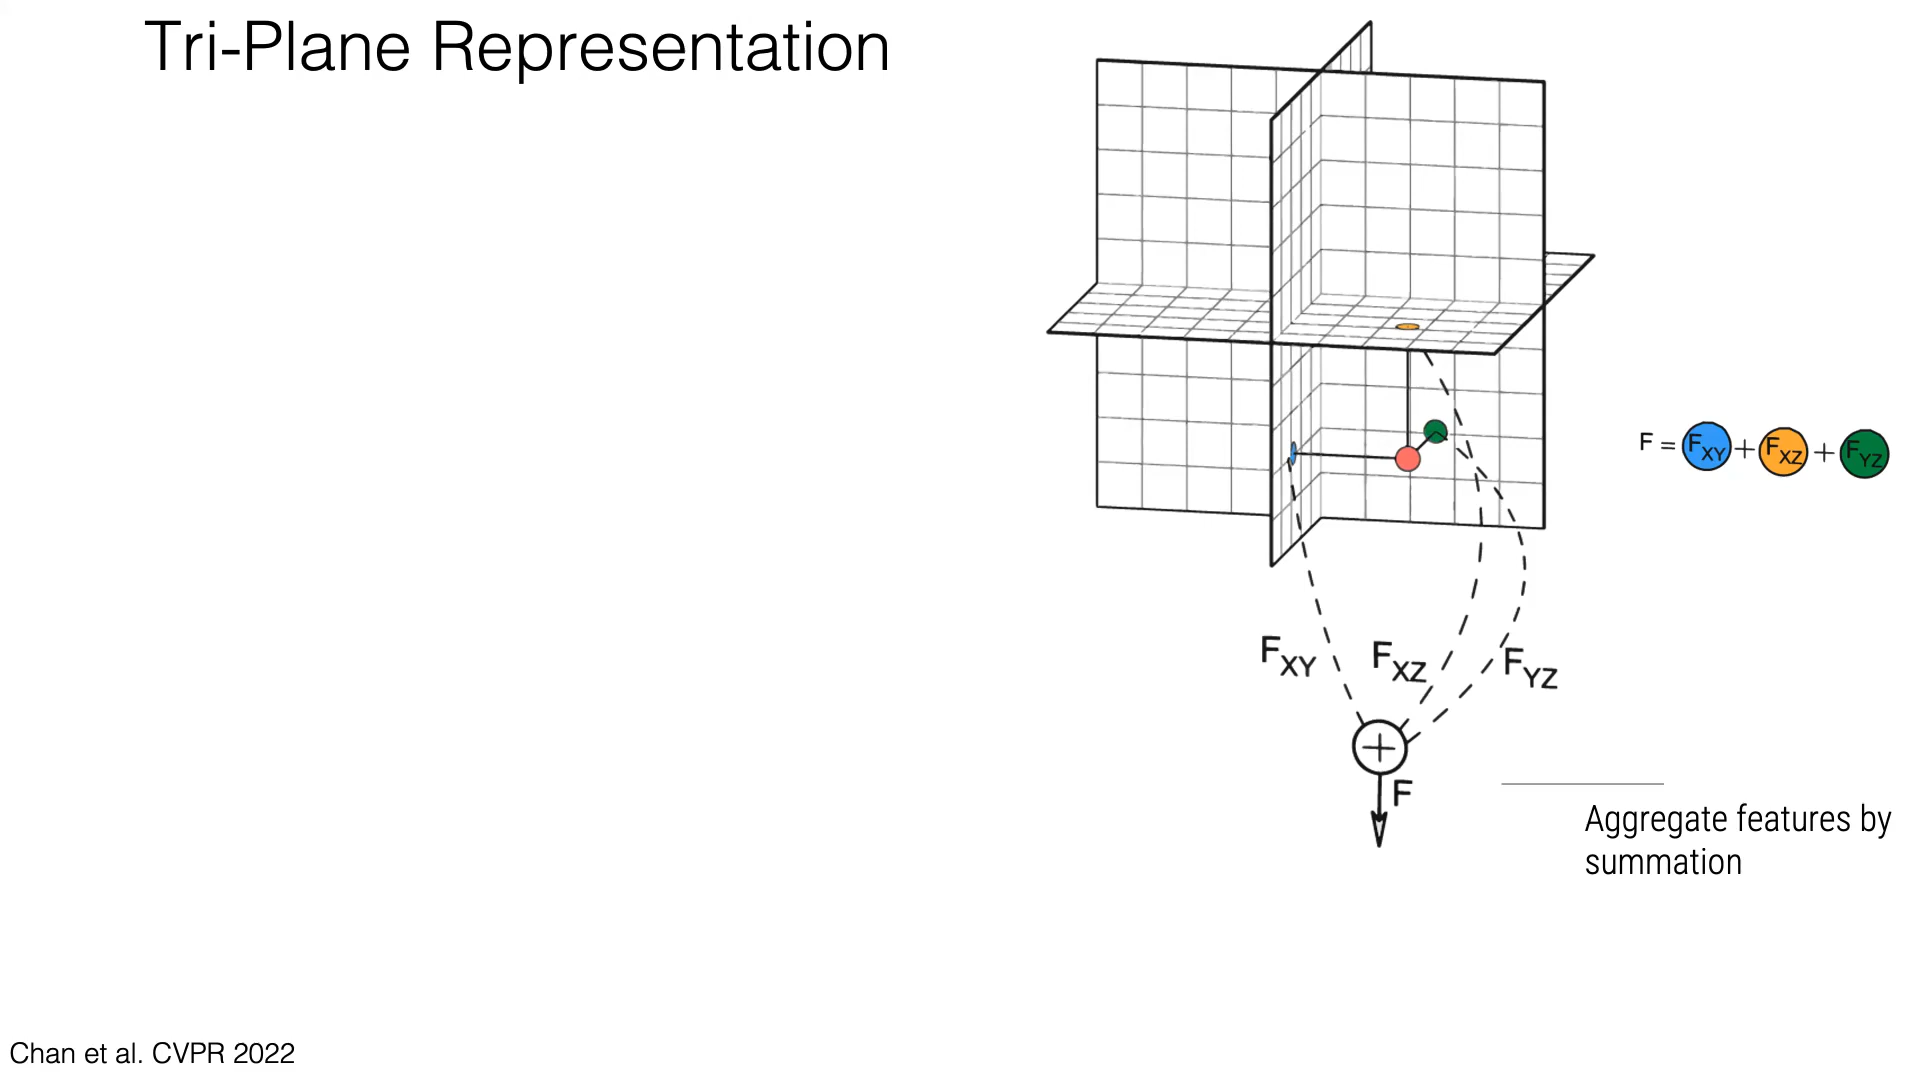 Tri-Plane Representation
F = F_XY + F_XZ + F_YZ
F_XY F_XZ F_YZ
+
F
Aggregate features by
summation
Chan et al. CVPR 2022